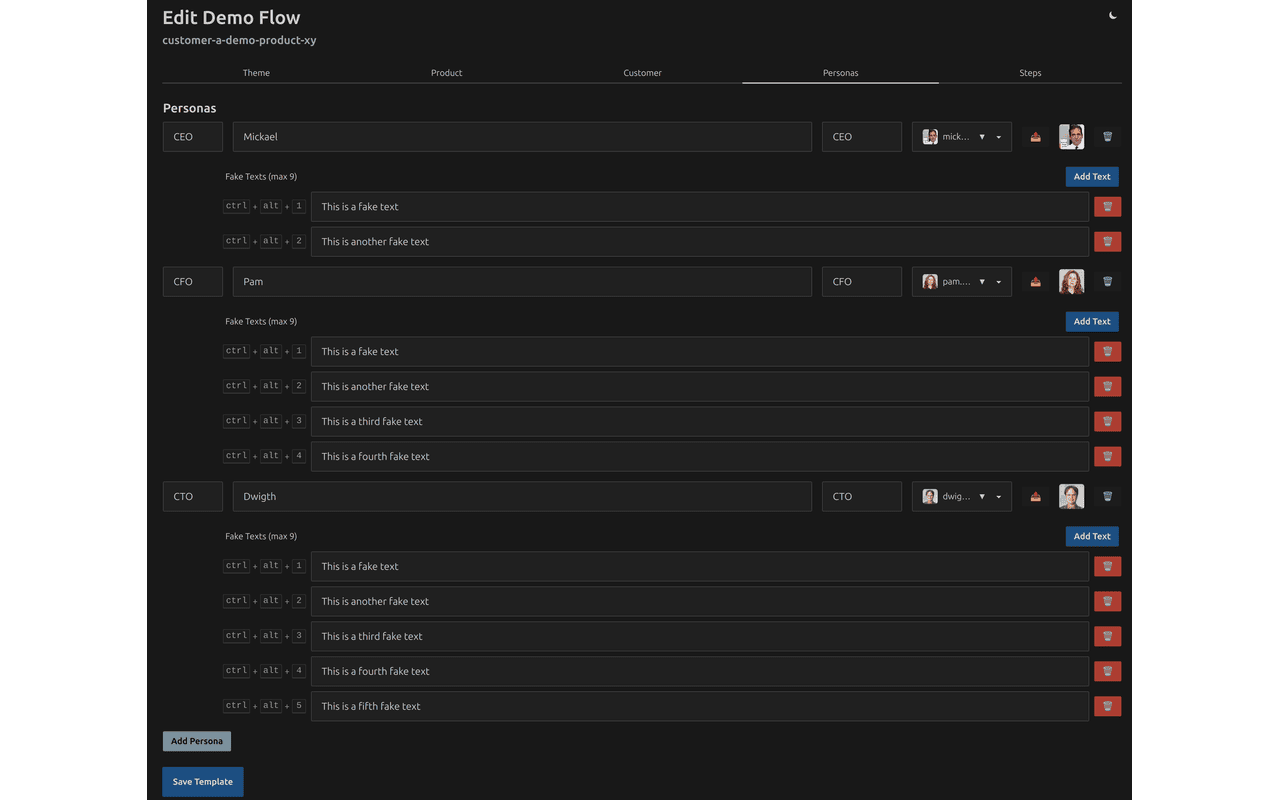 Edit Demo Flow
customer-a-demo-product-xy
Theme Product Customer Personas Steps
Personas
CEO Mickael CEO mick...
Fake Texts (max 9) Add Text
ctrl + alt + 1 This is a fake text
ctrl + alt + 2 This is another fake text
CFO Pam CFO pam....
Fake Texts (max 9) Add Text
ctrl + alt + 1 This is a fake text
ctrl + alt + 2 This is another fake text
ctrl + alt + 3 This is a third fake text
ctrl + alt + 4 This is a fourth fake text
CTO Dwigth CTO dwig...
Fake Texts (max 9) Add Text
ctrl + alt + 1 This is a fake text
ctrl + alt + 2 This is another fake text
ctrl + alt + 3 This is a third fake text
ctrl + alt + 4 This is a fourth fake text
ctrl + alt + 5 This is a fifth fake text
Add Persona
Save Template